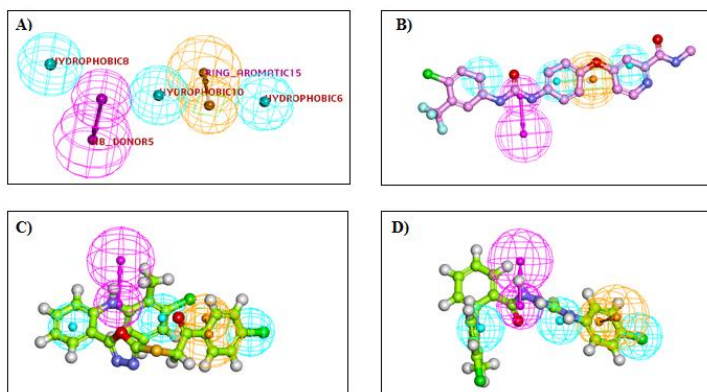 A)
HYDROPHOBIC8
RING_AROMATIC15
HYDROPHOBIC10
HYDROPHOBIC6
HB_DONOR5
B)
C)
D)